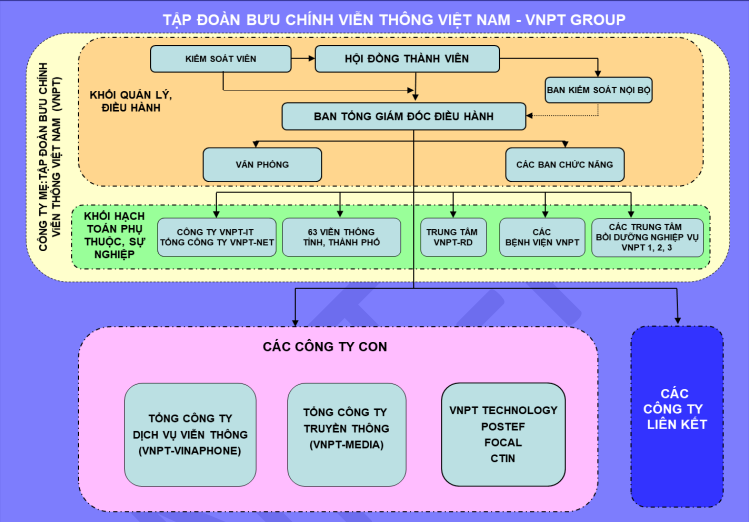 TẬP ĐOÀN BƯU CHÍNH VIỄN THÔNG VIỆT NAM - VNPT GROUP
CÔNG TY MẸ:TẬP ĐOÀN BƯU CHÍNH
VIỄN THÔNG VIỆT NAM (VNPT)
KHỐI QUẢN LÝ,
ĐIỀU HÀNH
KIỂM SOÁT VIÊN
HỘI ĐỒNG THÀNH VIÊN
BAN KIỂM SOÁT NỘI BỘ
BAN TỔNG GIÁM ĐỐC ĐIỀU HÀNH
VĂN PHÒNG
CÁC BAN CHỨC NĂNG
KHỐI HẠCH
TOÁN PHỤ
THUỘC, SỰ
NGHIỆP
CÔNG TY VNPT-IT
TỔNG CÔNG TY VNPT-NET
63 VIỄN THÔNG
TỈNH, THÀNH PHỐ
TRUNG TÂM
VNPT-RD
CÁC
BỆNH VIỆN VNPT
CÁC TRUNG TÂM
BỒI DƯỠNG NGHIỆP VỤ
VNPT 1, 2, 3
CÁC CÔNG TY CON
TỔNG CÔNG TY
DỊCH VỤ VIỄN THÔNG
(VNPT-VINAPHONE)
TỔNG CÔNG TY
TRUYỀN THÔNG
(VNPT-MEDIA)
VNPT TECHNOLOGY
POSTEF
FOCAL
CTIN
CÁC
CÔNG TY
LIÊN KẾT